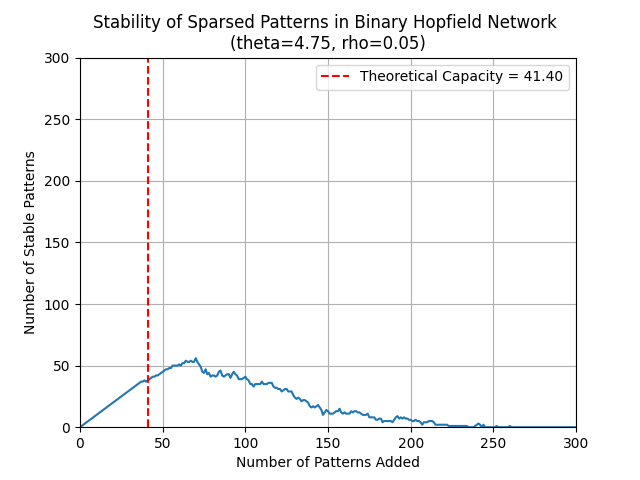 Stability of Sparsed Patterns in Binary Hopfield Network
(theta=4.75, rho=0.05)
Theoretical Capacity = 41.40
Number of Stable Patterns
300
250
200
150
100
50
0
0 50 100 150 200 250 300
Number of Patterns Added